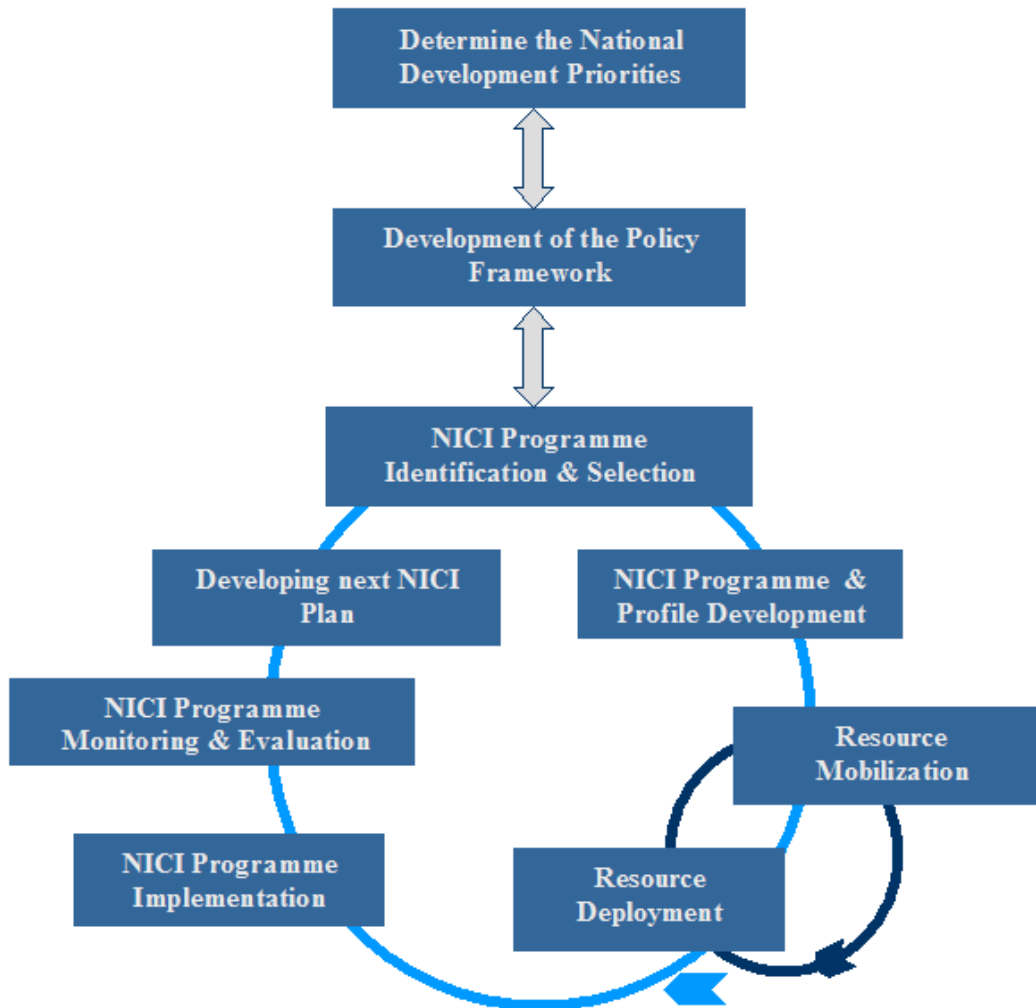 Determine the National
Development Priorities
Development of the Policy
Framework
NICI Programme
Identification & Selection
Developing next NICI
Plan
NICI Programme &
Profile Development
NICI Programme
Monitoring & Evaluation
Resource
Mobilization
NICI Programme
Implementation
Resource
Deployment